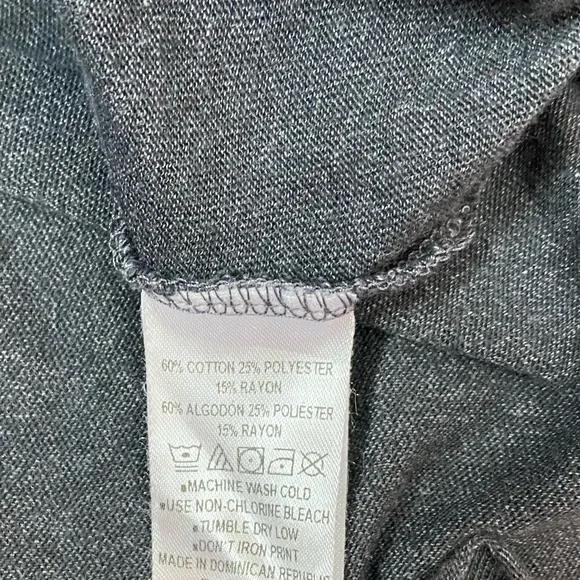 60% COTTON 25% POLYESTER
15% RAYON
60% ALGODON 25% POLIESTER
15% RAYON
MACHINE WASH COLD
USE NON-CHLORINE BLEACH
TUMBLE DRY LOW
DON'T IRON PRINT
MADE IN DOMINICAN REPUBLIC